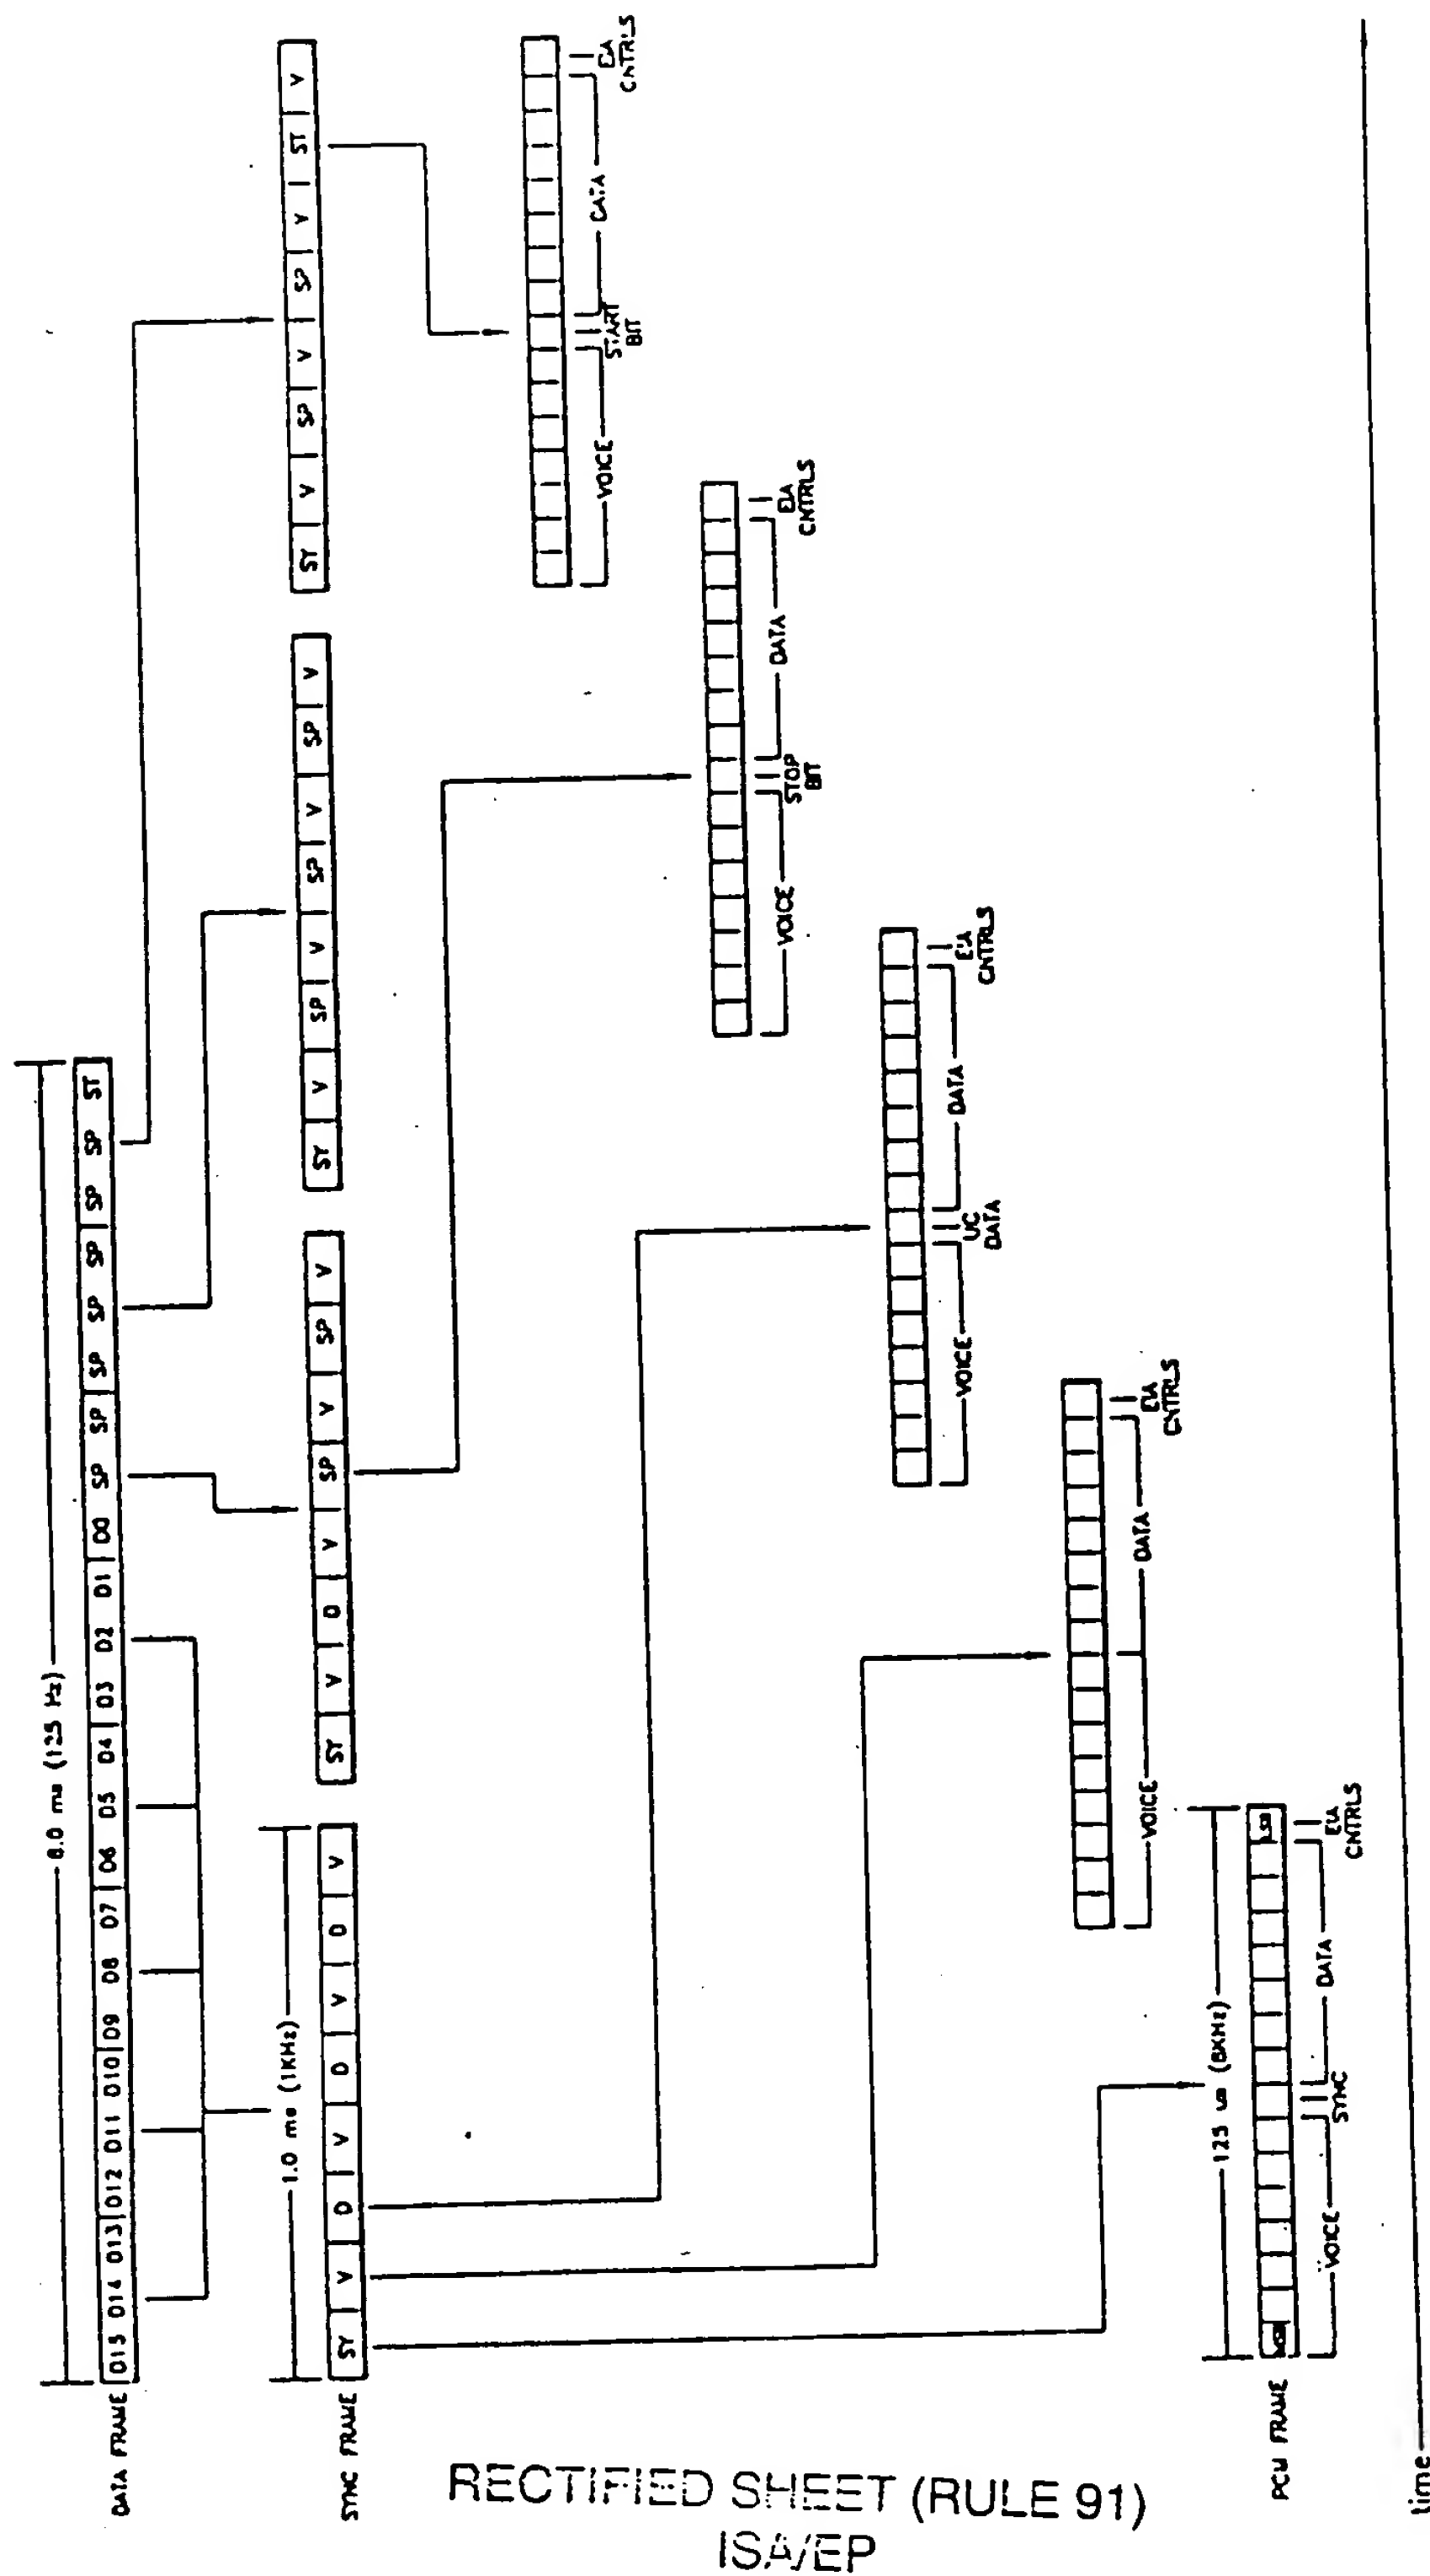 8.0 ms (125 Hz)
DATA FRAME D15 D14 D13 D12 D11 D10 D9 D8 D7 D6 D5 D4 D3 D2 D1 D0 SP SP SP SP SP SP SP ST
1.0 ms (1KHz)
SYNC FRAME SY V D V D V D V
SY V D V SP V SP V
SY V SP V SP V SP V
SY V SP V SP V ST V
VOICE START BIT DATA EIA CNTRLS
VOICE STOP BIT DATA EIA CNTRLS
VOICE UC DATA DATA EIA CNTRLS
VOICE DATA EIA CNTRLS
125 us (8KHz)
PCM FRAME MSB LSB
VOICE SYNC DATA EIA CNTRLS
time
RECTIFIED SHEET (RULE 91)
ISA/EP